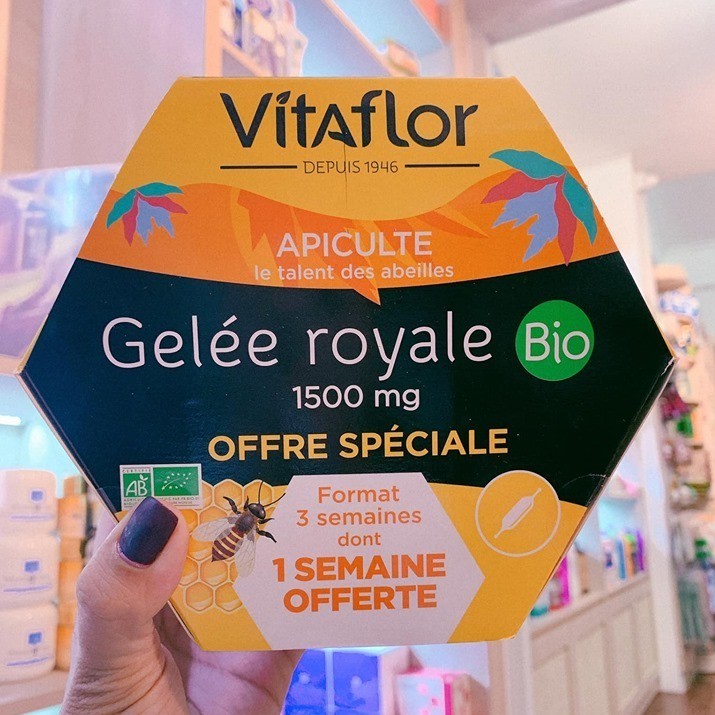 Vitaflor
DEPUIS 1946
APICULTE
le talent des abeilles
Gelée royale Bio
1500 mg
OFFRE SPÉCIALE
AB
Format
3 semaines
dont
1 SEMAINE
OFFERTE